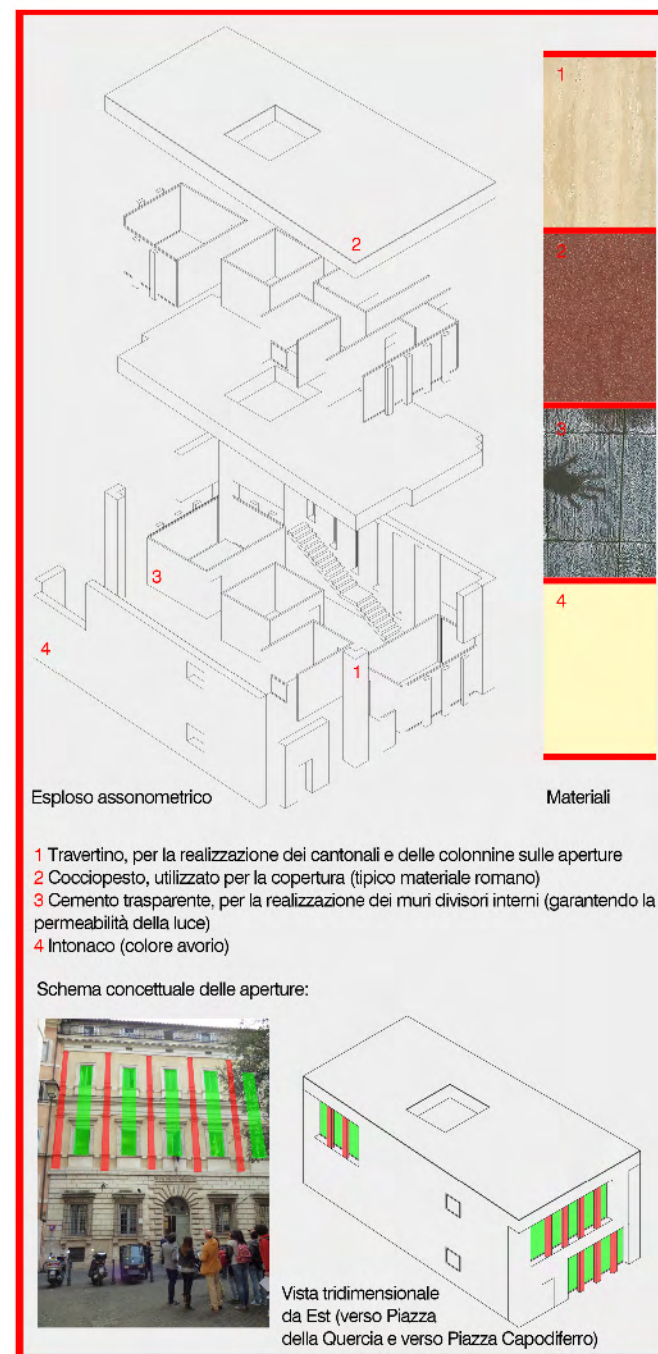 1
2
2
3
3
4
1
4
Esploso assonometrico
Materiali
1 Travertino, per la realizzazione dei cantonali e delle colonnine sulle aperture
2 Cocciopesto, utilizzato per la copertura (tipico materiale romano)
3 Cemento trasparente, per la realizzazione dei muri divisori interni (garantendo la
permeabilità della luce)
4 Intonaco (colore avorio)
Schema concettuale delle aperture:
Vista tridimensionale
da Est (verso Piazza
della Quercia e verso Piazza Capodiferro)